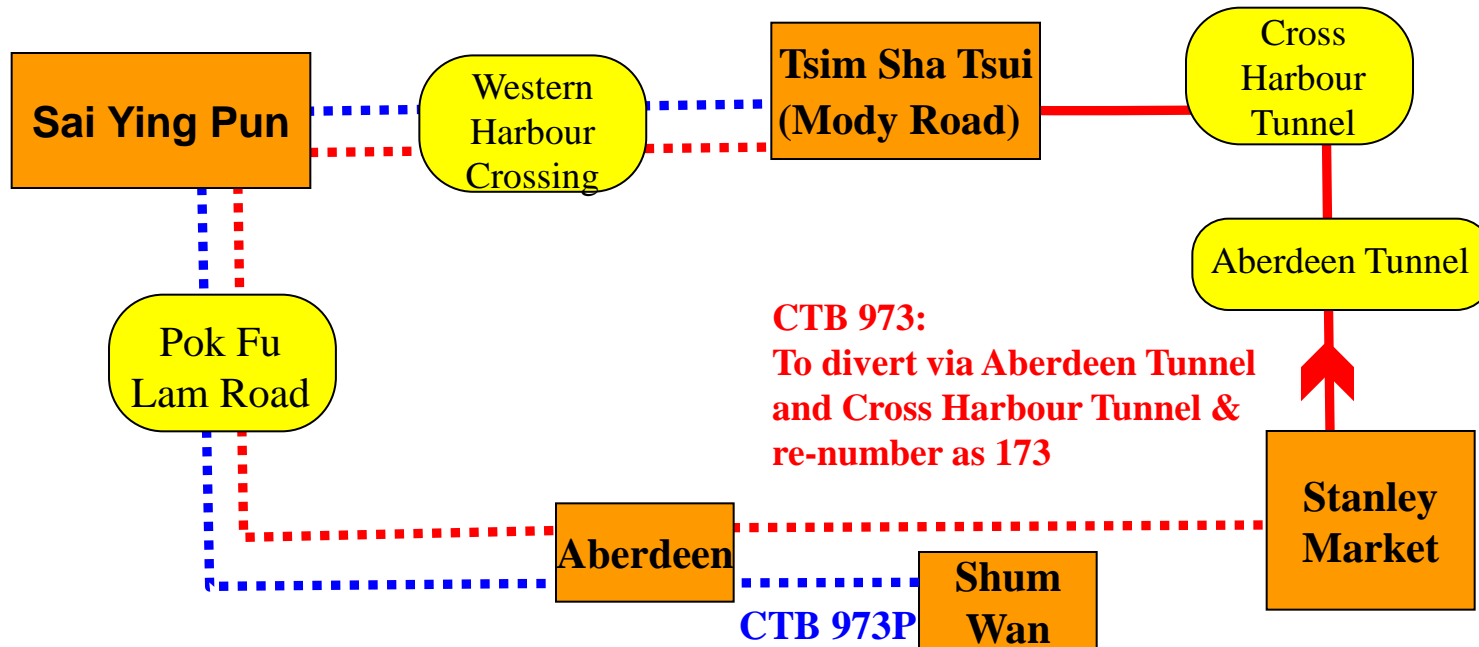 Sai Ying Pun
Western
Harbour
Crossing
Tsim Sha Tsui
(Mody Road)
Cross
Harbour
Tunnel
Aberdeen Tunnel
Pok Fu
Lam Road
CTB 973:
To divert via Aberdeen Tunnel
and Cross Harbour Tunnel &
re-number as 173
Stanley
Market
Aberdeen
Shum
Wan
CTB 973P